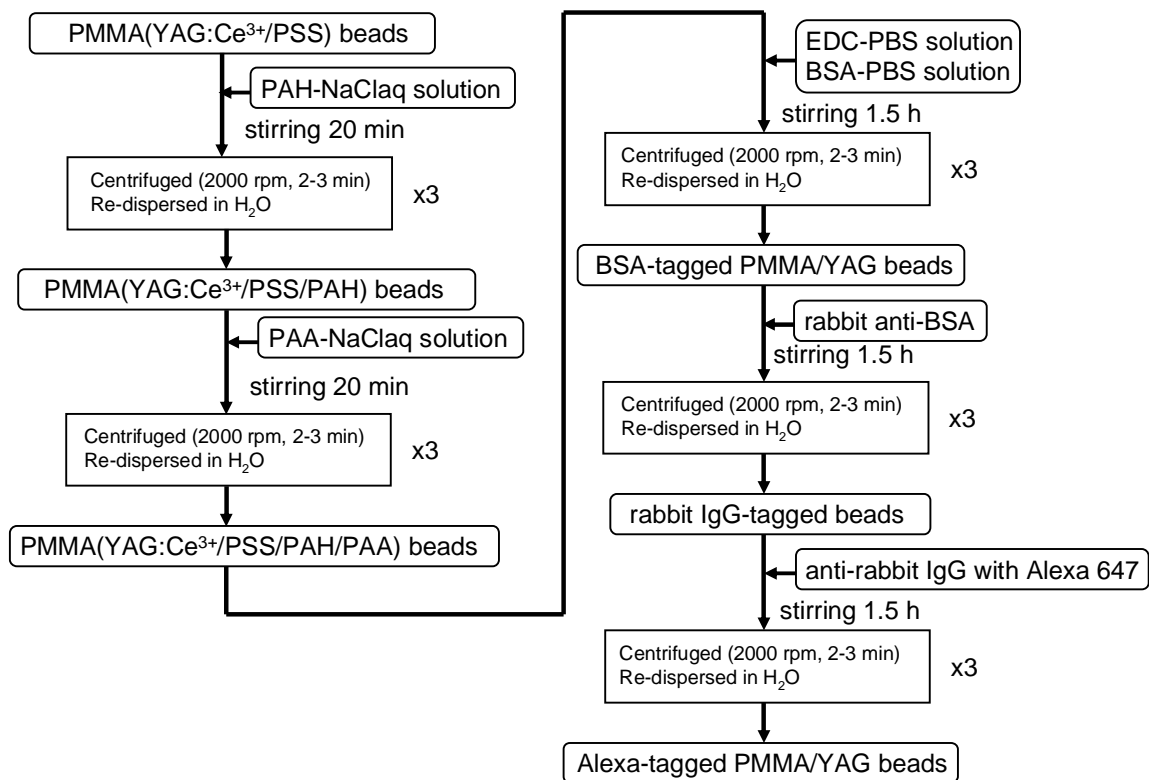 PMMA(YAG:Ce³⁺/PSS) beads
PAH-NaClaq solution
stirring 20 min
Centrifuged (2000 rpm, 2-3 min)
Re-dispersed in H₂O
x3
PMMA(YAG:Ce³⁺/PSS/PAH) beads
PAA-NaClaq solution
stirring 20 min
Centrifuged (2000 rpm, 2-3 min)
Re-dispersed in H₂O
x3
PMMA(YAG:Ce³⁺/PSS/PAH/PAA) beads
EDC-PBS solution
BSA-PBS solution
stirring 1.5 h
Centrifuged (2000 rpm, 2-3 min)
Re-dispersed in H₂O
x3
BSA-tagged PMMA/YAG beads
rabbit anti-BSA
stirring 1.5 h
Centrifuged (2000 rpm, 2-3 min)
Re-dispersed in H₂O
x3
rabbit IgG-tagged beads
anti-rabbit IgG with Alexa 647
stirring 1.5 h
Centrifuged (2000 rpm, 2-3 min)
Re-dispersed in H₂O
x3
Alexa-tagged PMMA/YAG beads